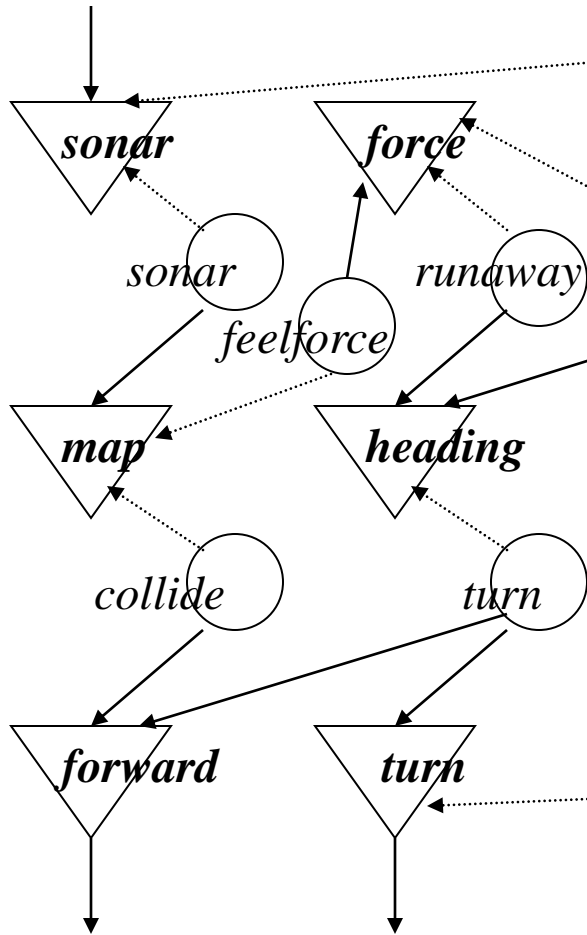 sonar
force
sonar
runaway
feelforce
map
heading
collide
turn
forward
turn